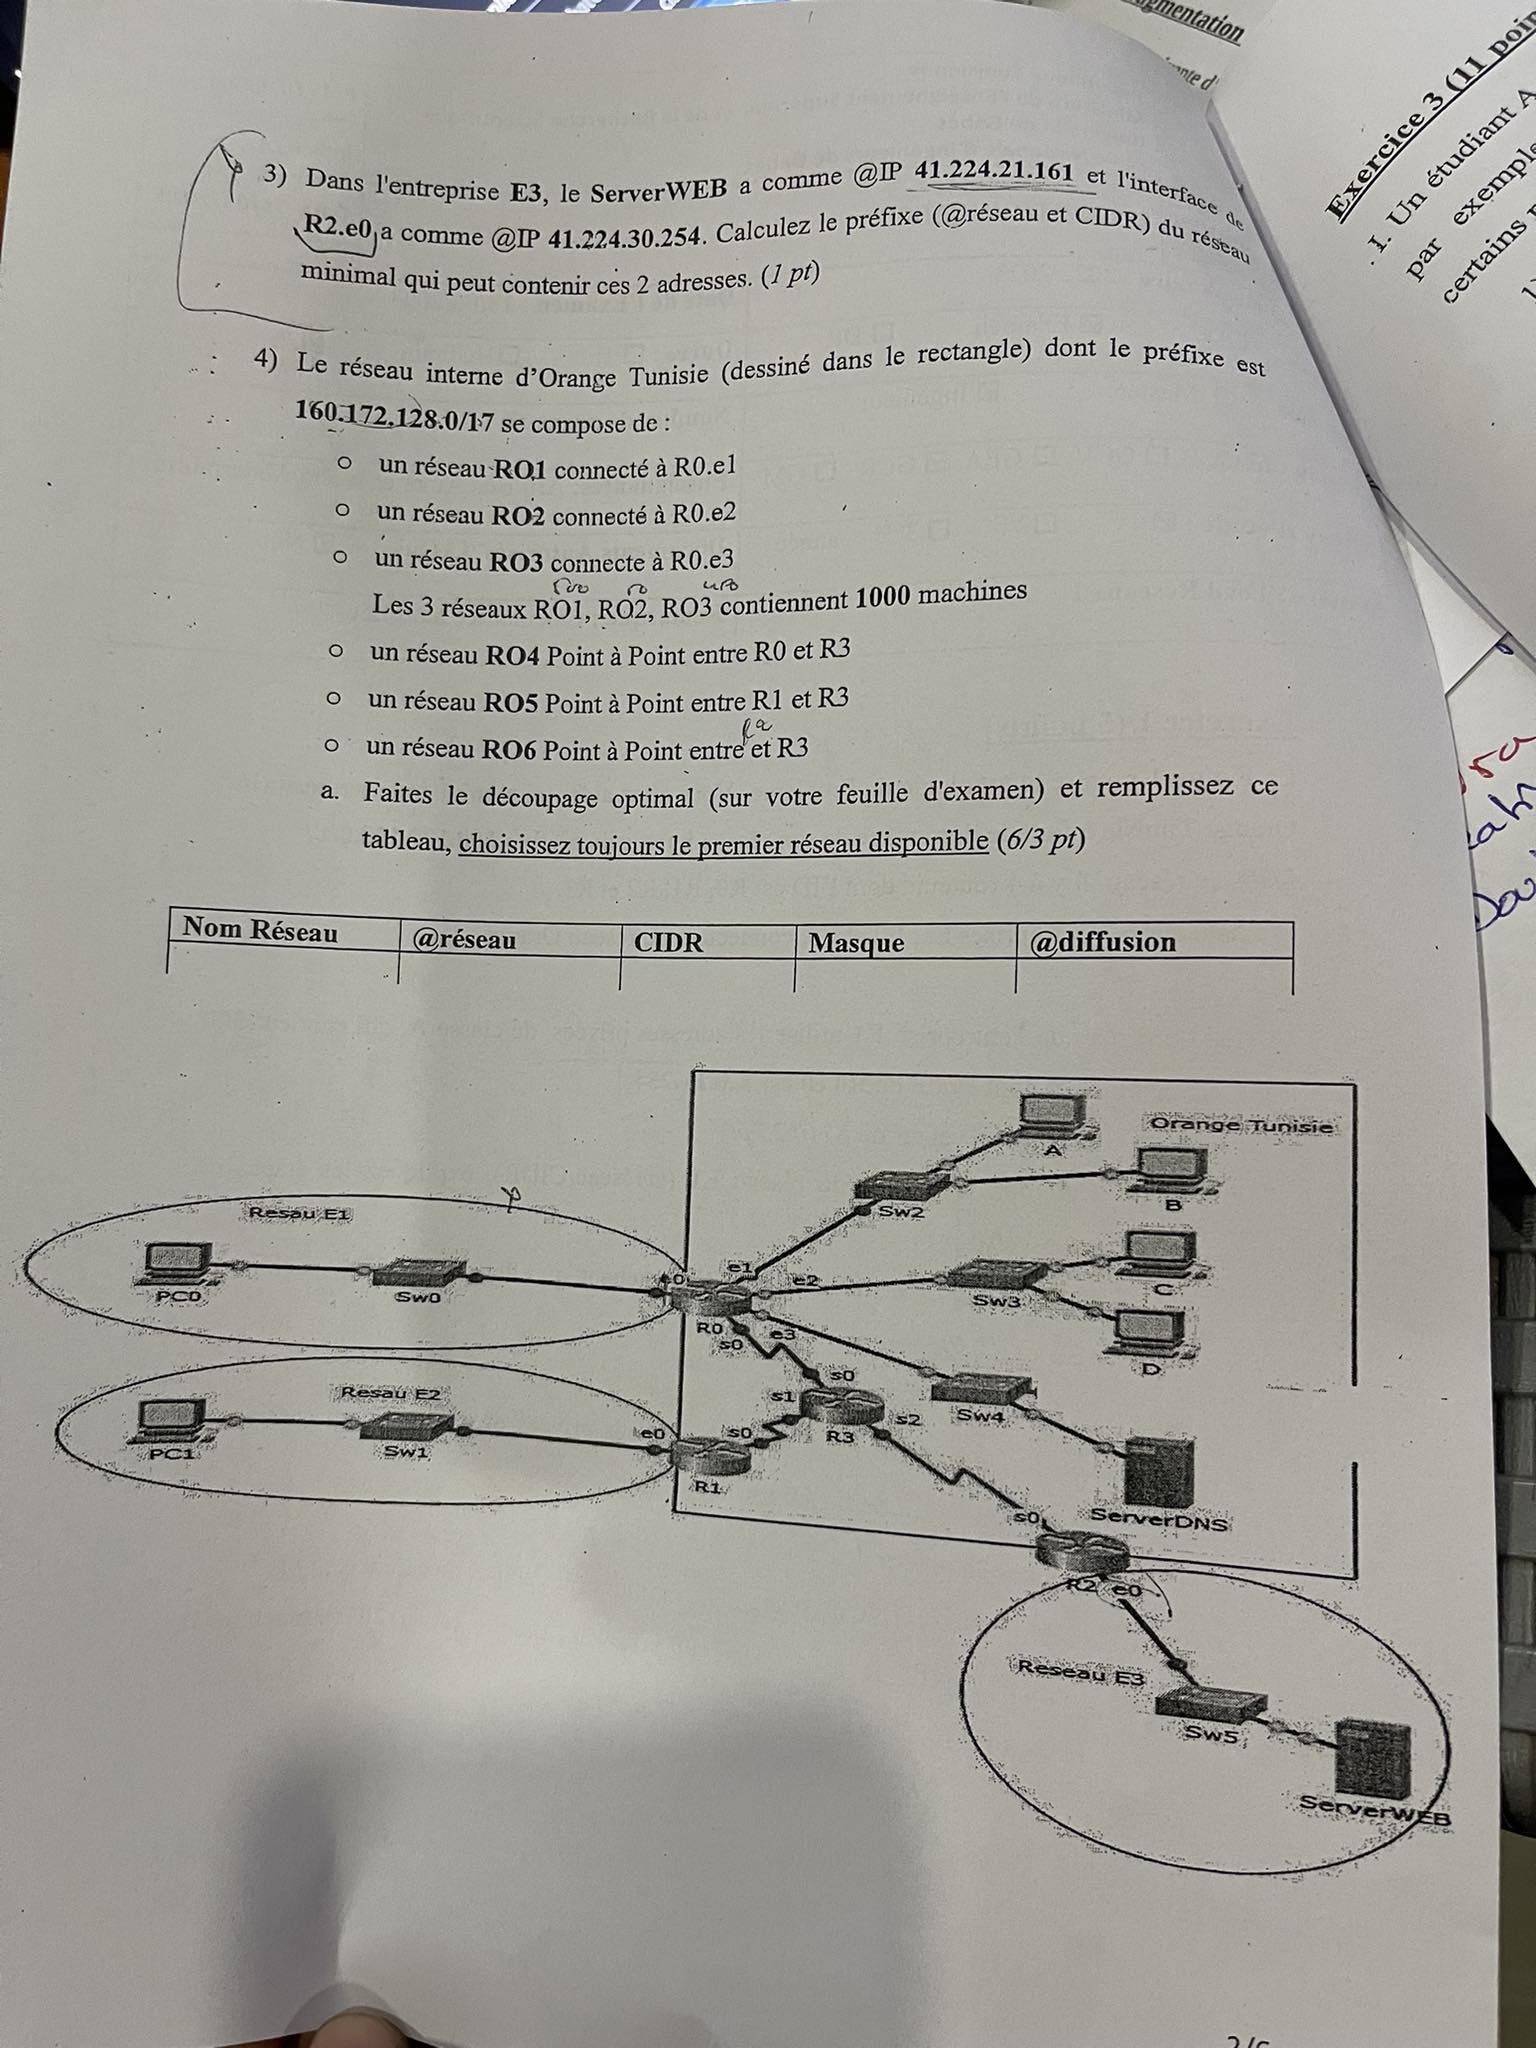 gmentation
Exercice 3 (11 poin
1. Un étudiant A
par exemple
certains
3) Dans l'entreprise E3, le ServerWEB a comme @IP 41.224.21.161 et l'interface de
R2.e0 a comme @IP 41.224.30.254. Calculez le préfixe (@réseau et CIDR) du réseau
minimal qui peut contenir ces 2 adresses. (1 pt)
4) Le réseau interne d'Orange Tunisie (dessiné dans le rectangle) dont le préfixe est
160.172.128.0/17 se compose de :
o un réseau RO1 connecté à R0.e1
o un réseau RO2 connecté à R0.e2
o un réseau RO3 connecte à R0.e3
Les 3 réseaux RO1, RO2, RO3 contiennent 1000 machines
o un réseau RO4 Point à Point entre R0 et R3
o un réseau RO5 Point à Point entre R1 et R3
o un réseau RO6 Point à Point entre et R3
a. Faites le découpage optimal (sur votre feuille d'examen) et remplissez ce
tableau, choisissez toujours le premier réseau disponible (6/3 pt)
Nom Réseau @réseau CIDR Masque @diffusion
Orange Tunisie
A
B
Sw2
Resau E1
PC0
Sw0
e0
e1
e2
R0
s0
e3
Sw3
C
D
Resau E2
PC1
Sw1
e0
R1
s0
s1
s0
R3
s2
Sw4
ServerDNS
s0
R2 e0
Reseau E3
Sw5
ServerWEB